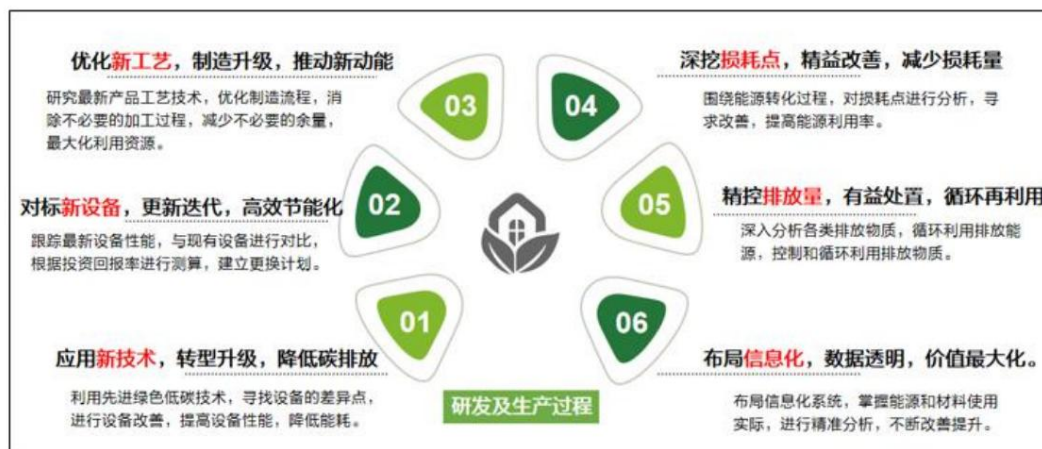 优化新工艺，制造升级，推动新动能
研究最新产品工艺技术，优化制造流程，消
除不必要的加工过程，减少不必要的余量，
最大化利用资源。
03
04
深挖损耗点，精益改善，减少损耗量
围绕能源转化过程，对损耗点进行分析，寻
求改善，提高能源利用率。
对标新设备，更新迭代，高效节能化
跟踪最新设备性能，与现有设备进行对比，
根据投资回报率进行测算，建立更换计划。
02
05
精控排放量，有益处置，循环再利用
深入分析各类排放物质，循环利用排放能
源，控制和循环利用排放物质。
应用新技术，转型升级，降低碳排放
利用先进绿色低碳技术，寻找设备的差异点，
进行设备改善，提高设备性能，降低能耗。
01
06
布局信息化，数据透明，价值最大化。
布局信息化系统，掌握能源和材料使用
实际，进行精准分析，不断改善提升。
研发及生产过程